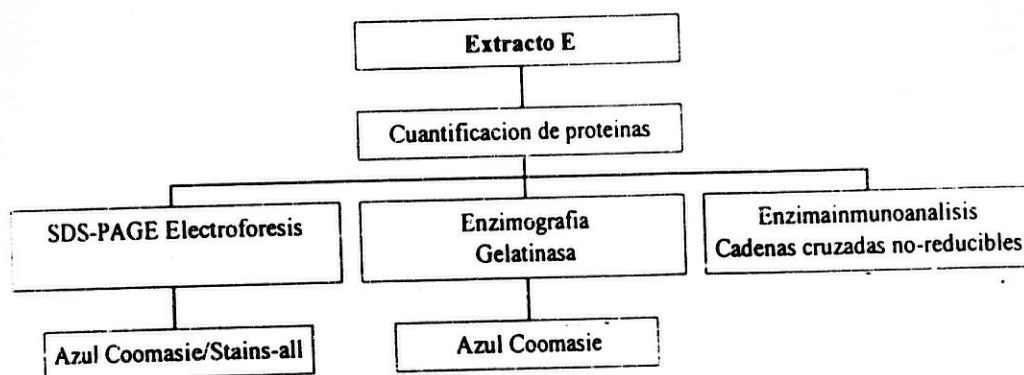 Extracto E
Cuantificacion de proteinas
SDS-PAGE Electroforesis
Enzimografia
Gelatinasa
Enzimainmunoanalisis
Cadenas cruzadas no-reducibles
Azul Coomasie/Stains-all
Azul Coomasie